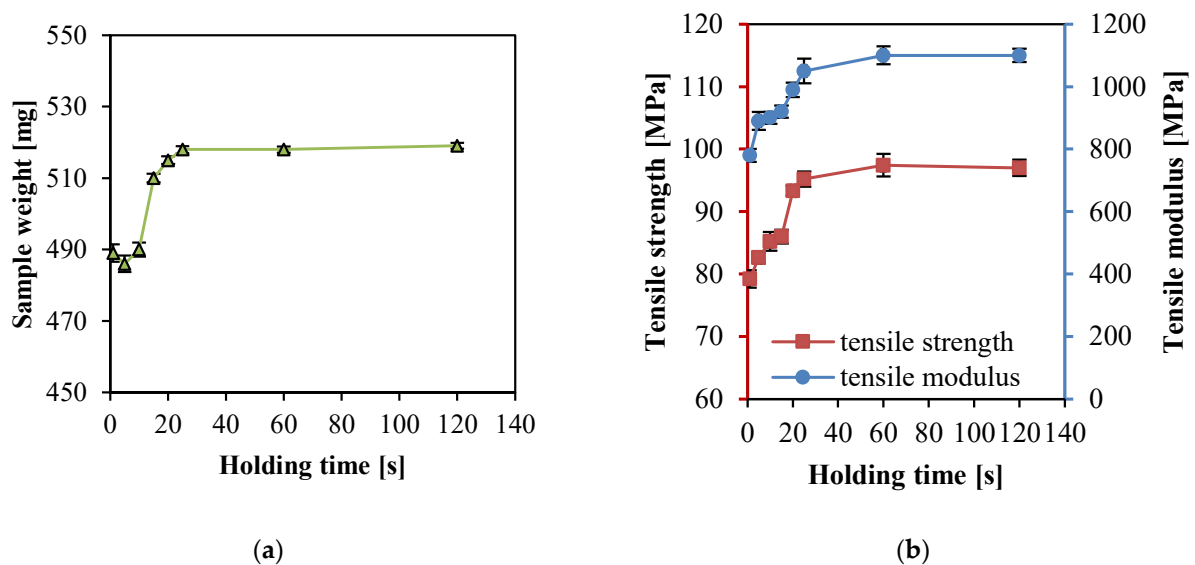 550
530
510
490
470
450
Sample weight [mg]
0 20 40 60 80 100 120 140
Holding time [s]
(a)
120
115
110
100
90
80
70
60
Tensile strength [MPa]
1200
1000
800
600
400
200
0
Tensile modulus [MPa]
tensile strength
tensile modulus
0 20 40 60 80 100 120 140
Holding time [s]
(b)